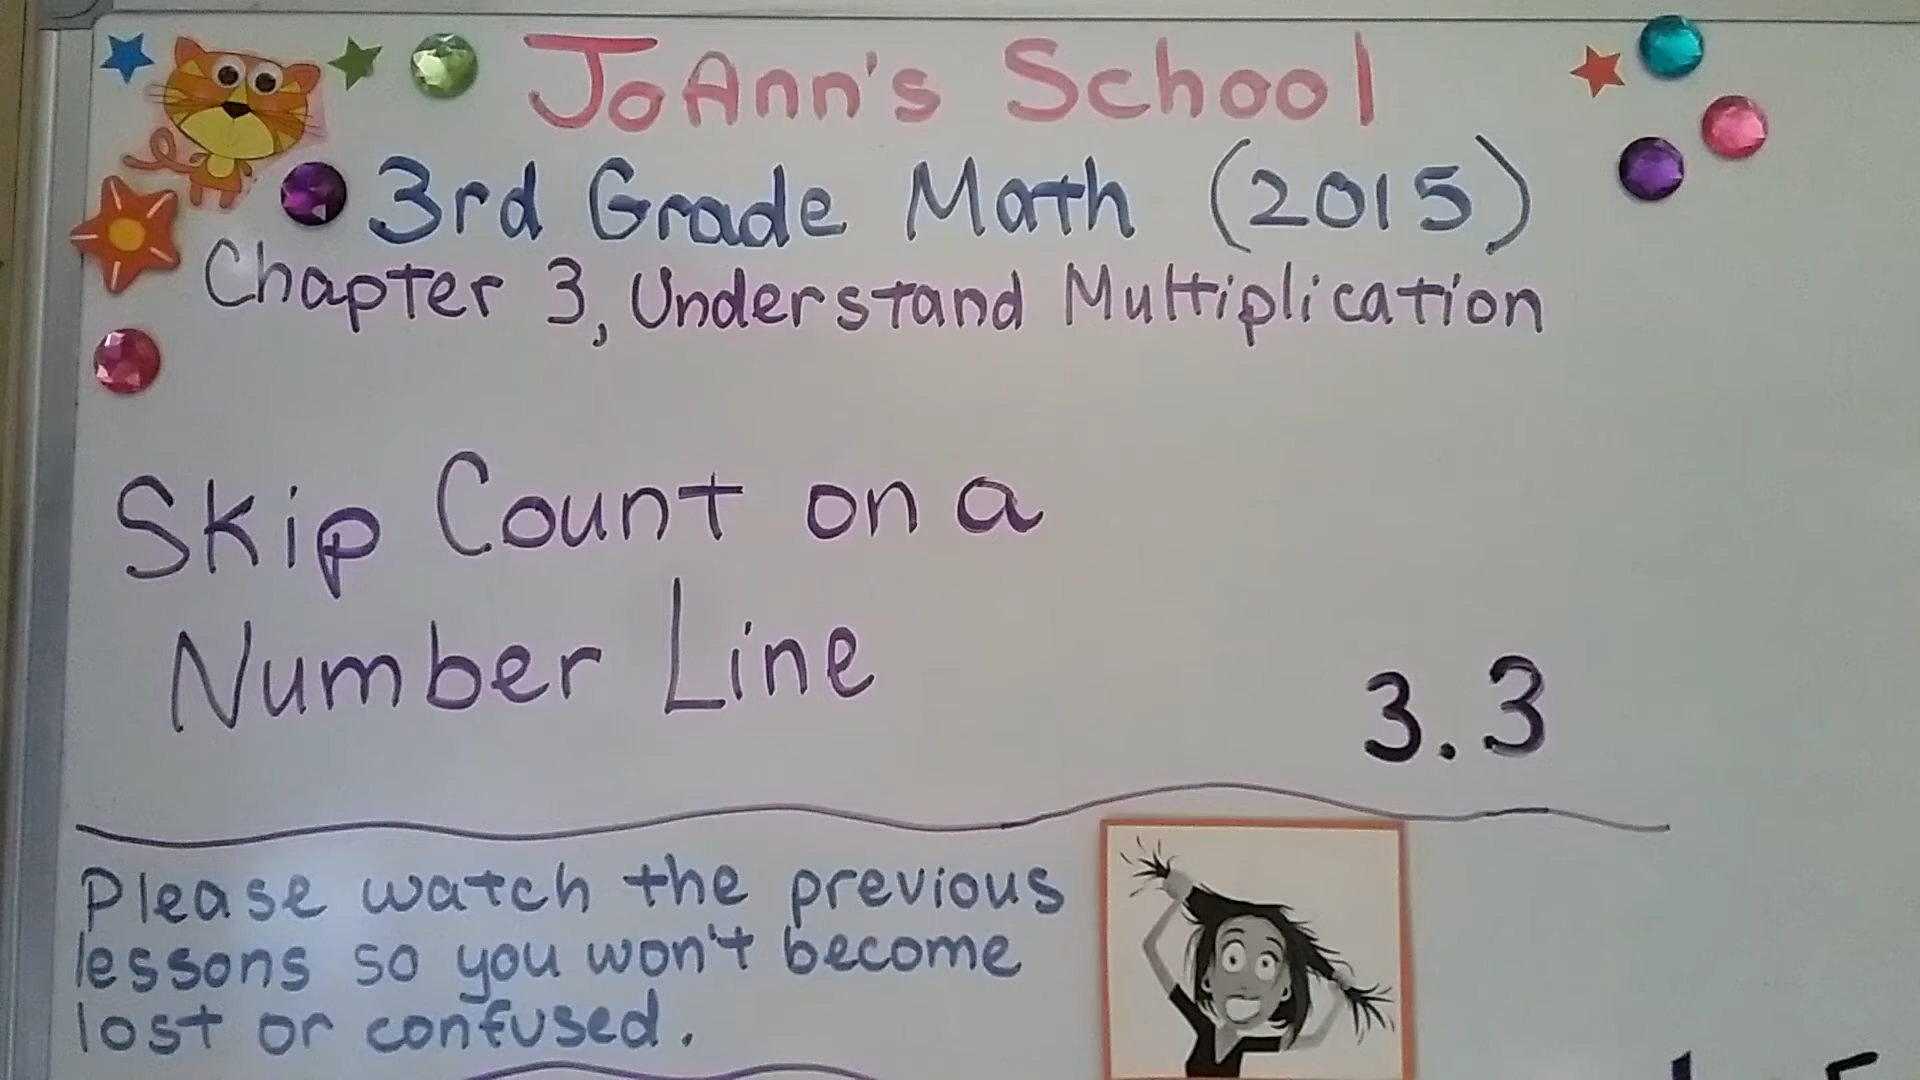 JoAnn's School
3rd Grade Math (2015)
Chapter 3, Understand Multiplication
Skip Count on a
Number Line
3.3
Please watch the previous
lessons so you won't become
lost or confused.